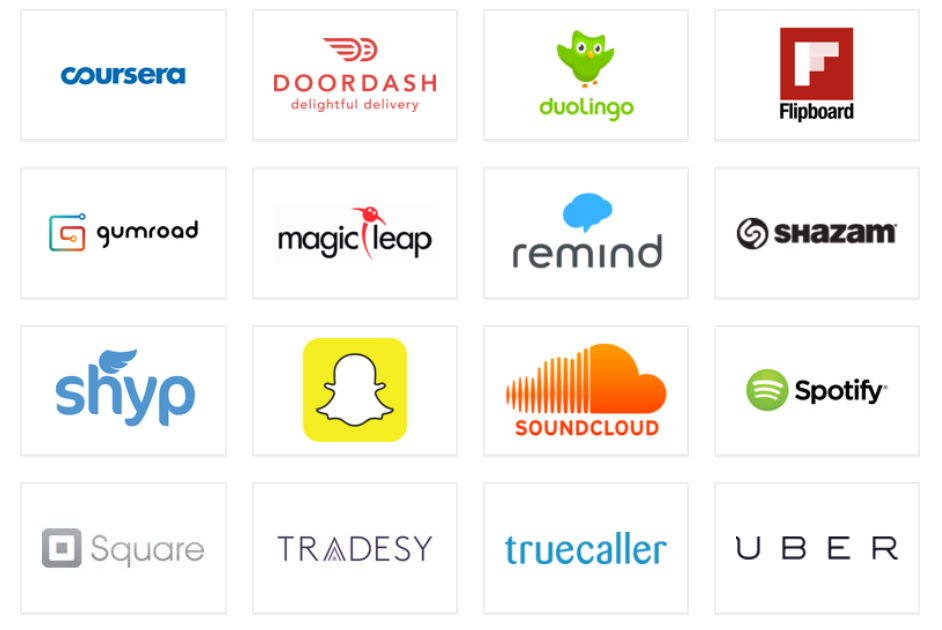 coursera
DOORDASH
delightful delivery
duolingo
Flipboard
gumroad
magic leap
remind
SHAZAM
shyp
SOUNDCLOUD
Spotify®
Square
TRADESY
truecaller
UBER